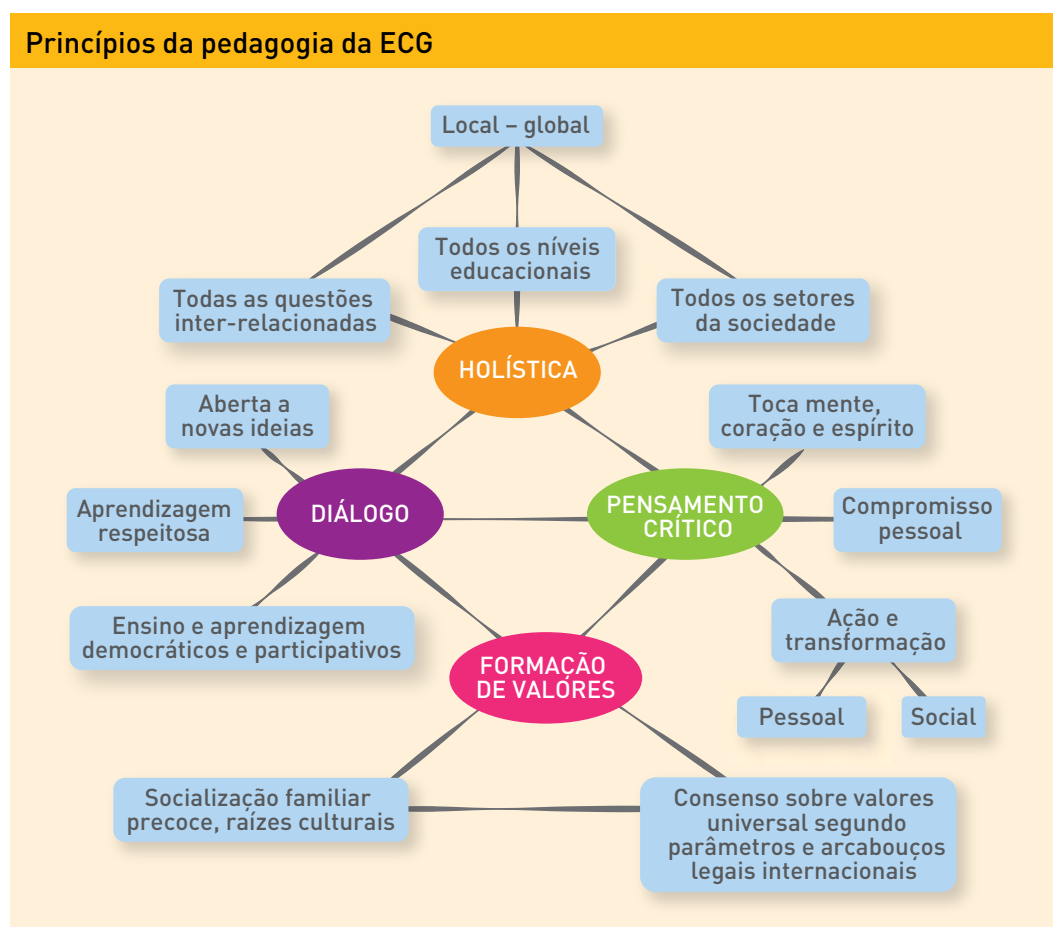 Princípios da pedagogia da ECG
Local – global
Todos os níveis
educacionais
Todas as questões
inter-relacionadas
Todos os setores
da sociedade
HOLÍSTICA
Aberta a
novas ideias
Toca mente,
coração e espírito
Aprendizagem
respeitosa
DIÁLOGO
PENSAMENTO
CRÍTICO
Compromisso
pessoal
Ensino e aprendizagem
democráticos e participativos
Ação e
transformação
FORMAÇÃO
DE VALORES
Pessoal
Social
Socialização familiar
precoce, raízes culturais
Consenso sobre valores
universal segundo
parâmetros e arcabouços
legais internacionais